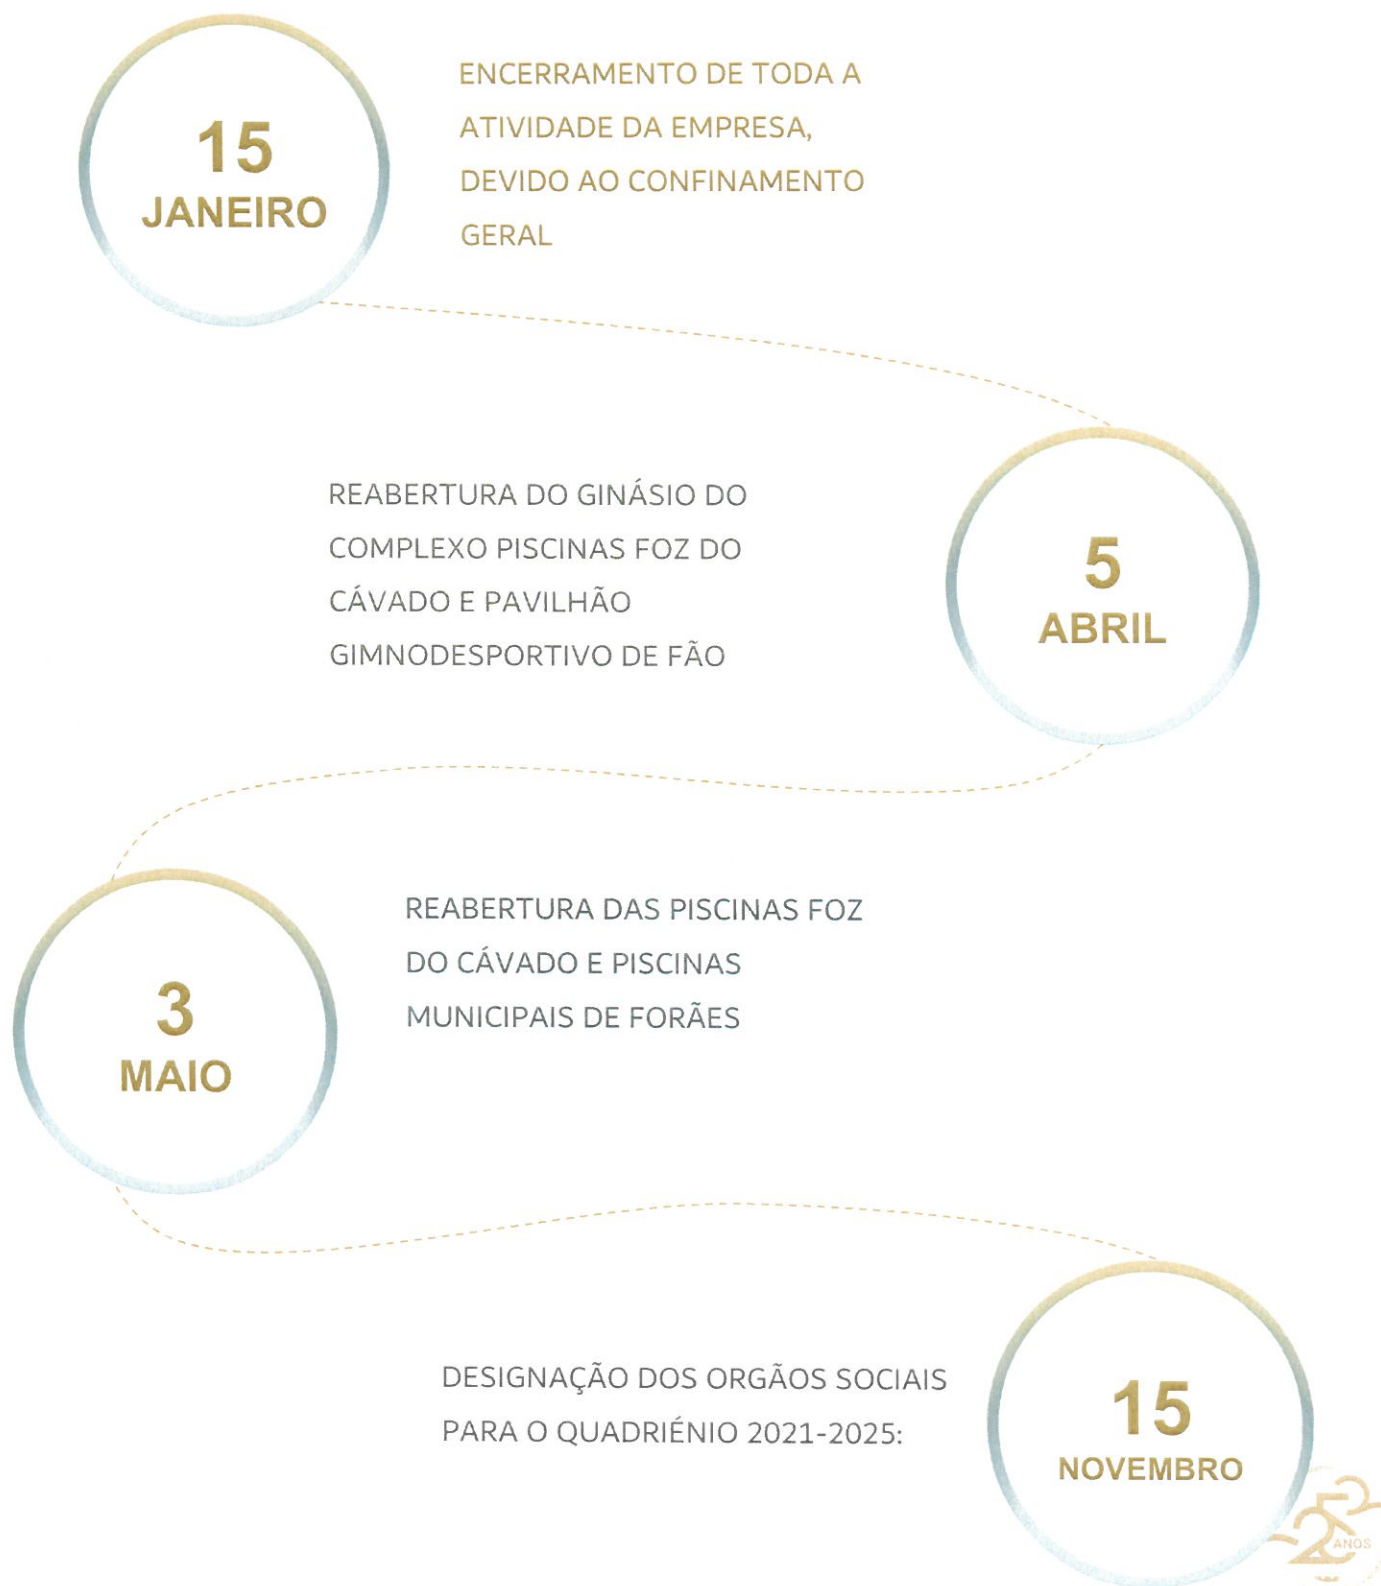 15
JANEIRO
ENCERRAMENTO DE TODA A
ATIVIDADE DA EMPRESA,
DEVIDO AO CONFINAMENTO
GERAL
REABERTURA DO GINÁSIO DO
COMPLEXO PISCINAS FOZ DO
CÁVADO E PAVILHÃO
GIMNODESPORTIVO DE FÃO
5
ABRIL
3
MAIO
REABERTURA DAS PISCINAS FOZ
DO CÁVADO E PISCINAS
MUNICIPAIS DE FORÃES
DESIGNAÇÃO DOS ORGÃOS SOCIAIS
PARA O QUADRIÉNIO 2021-2025:
15
NOVEMBRO
25
ANOS